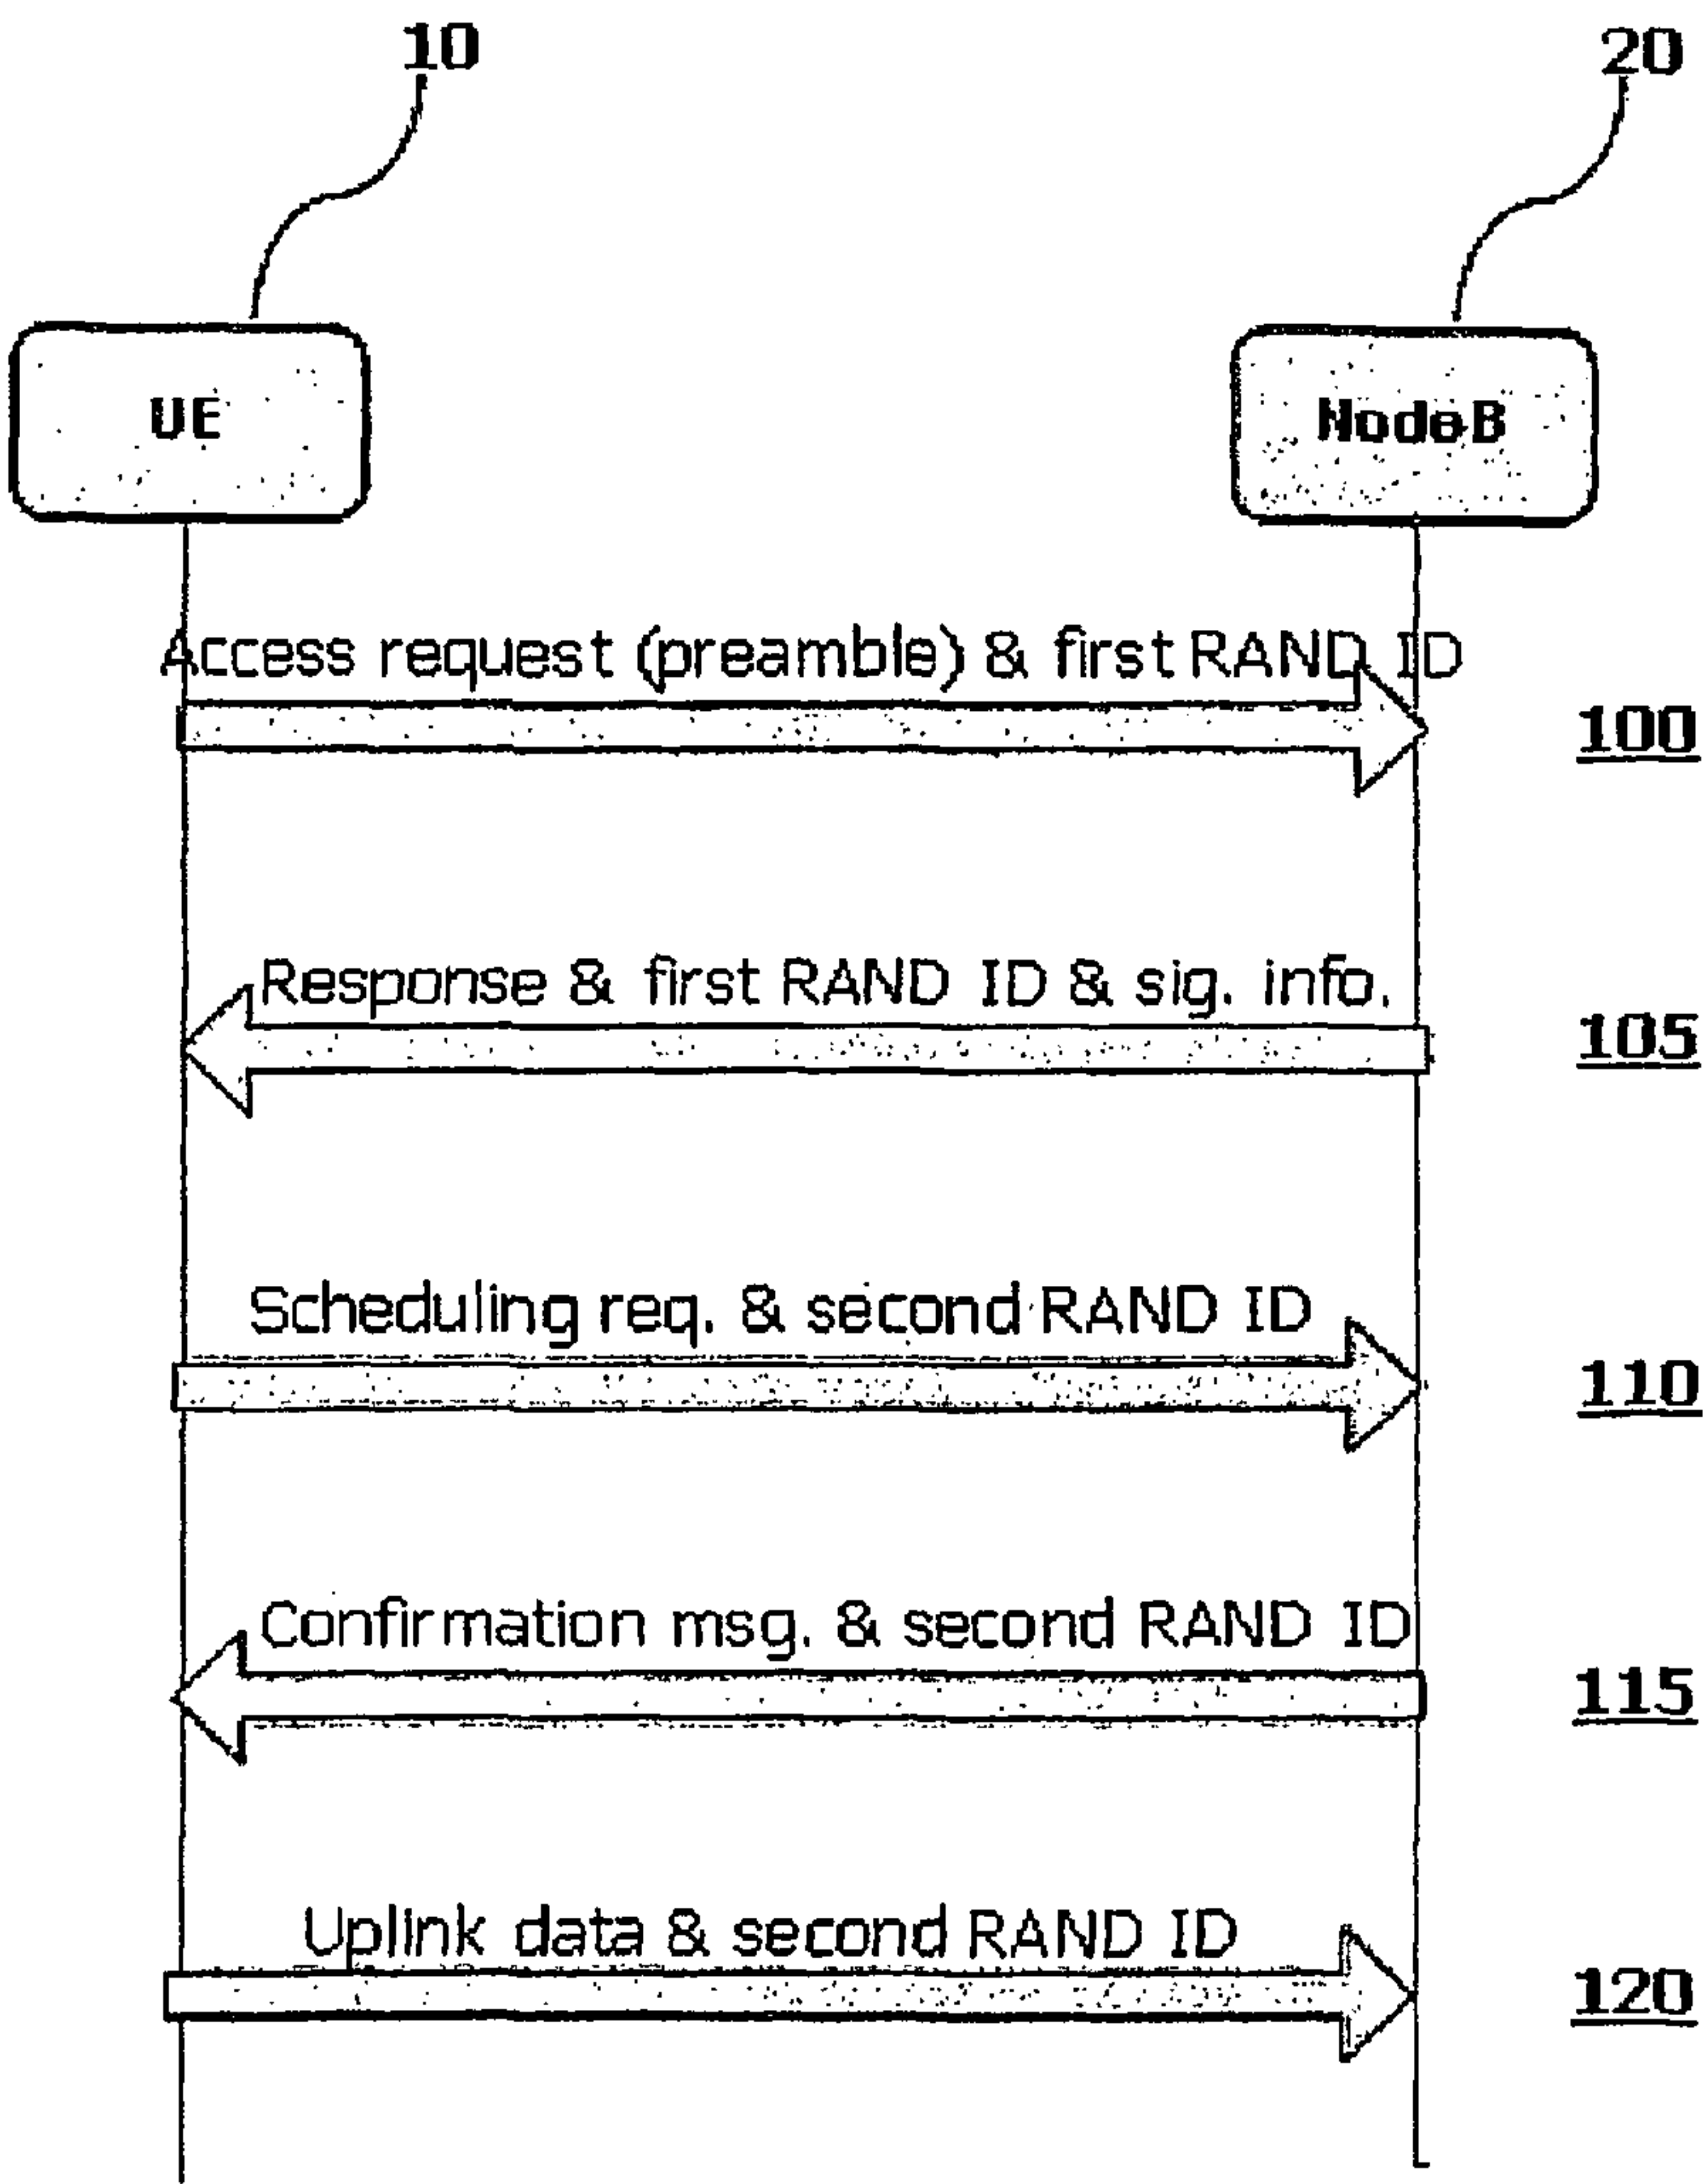 10
20
UE
NodeB
Access request (preamble) & first RAND ID
100
Response & first RAND ID & sig. info.
105
Scheduling req. & second RAND ID
110
Confirmation msg. & second RAND ID
115
Uplink data & second RAND ID
120